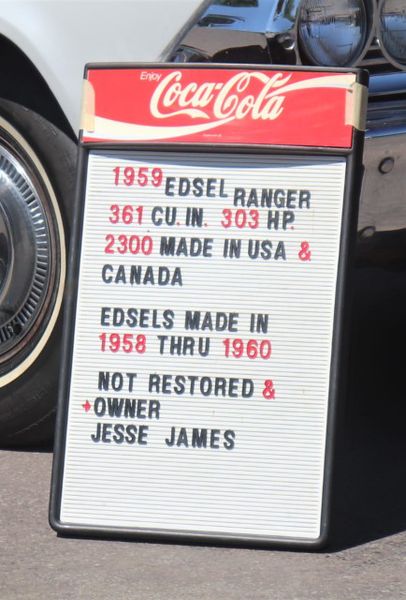 Enjoy
Coca-Cola
1959 EDSEL RANGER
361 CU. IN. 303 HP.
2300 MADE IN USA &
CANADA
EDSELS MADE IN
1958 THRU 1960
NOT RESTORED &
OWNER
JESSE JAMES